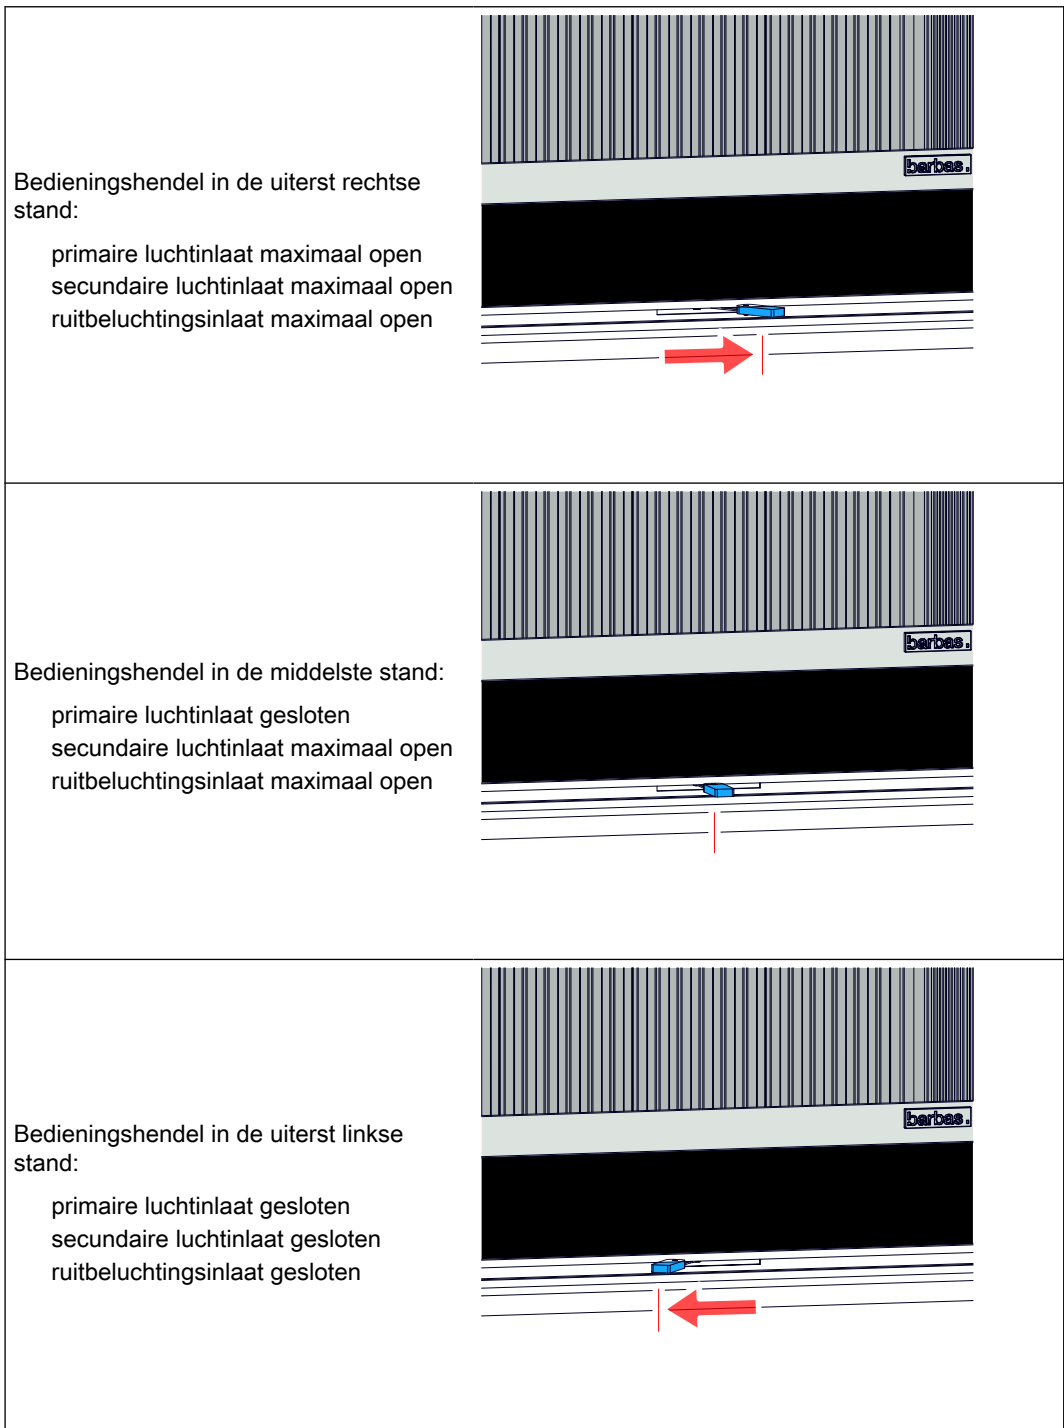 barbas.
Bedieningshendel in de uiterst rechtse
stand:
primaire luchtinlaat maximaal open
secundaire luchtinlaat maximaal open
ruitbeluchtingsinlaat maximaal open
barbas.
Bedieningshendel in de middelste stand:
primaire luchtinlaat gesloten
secundaire luchtinlaat maximaal open
ruitbeluchtingsinlaat maximaal open
barbas.
Bedieningshendel in de uiterst linkse
stand:
primaire luchtinlaat gesloten
secundaire luchtinlaat gesloten
ruitbeluchtingsinlaat gesloten